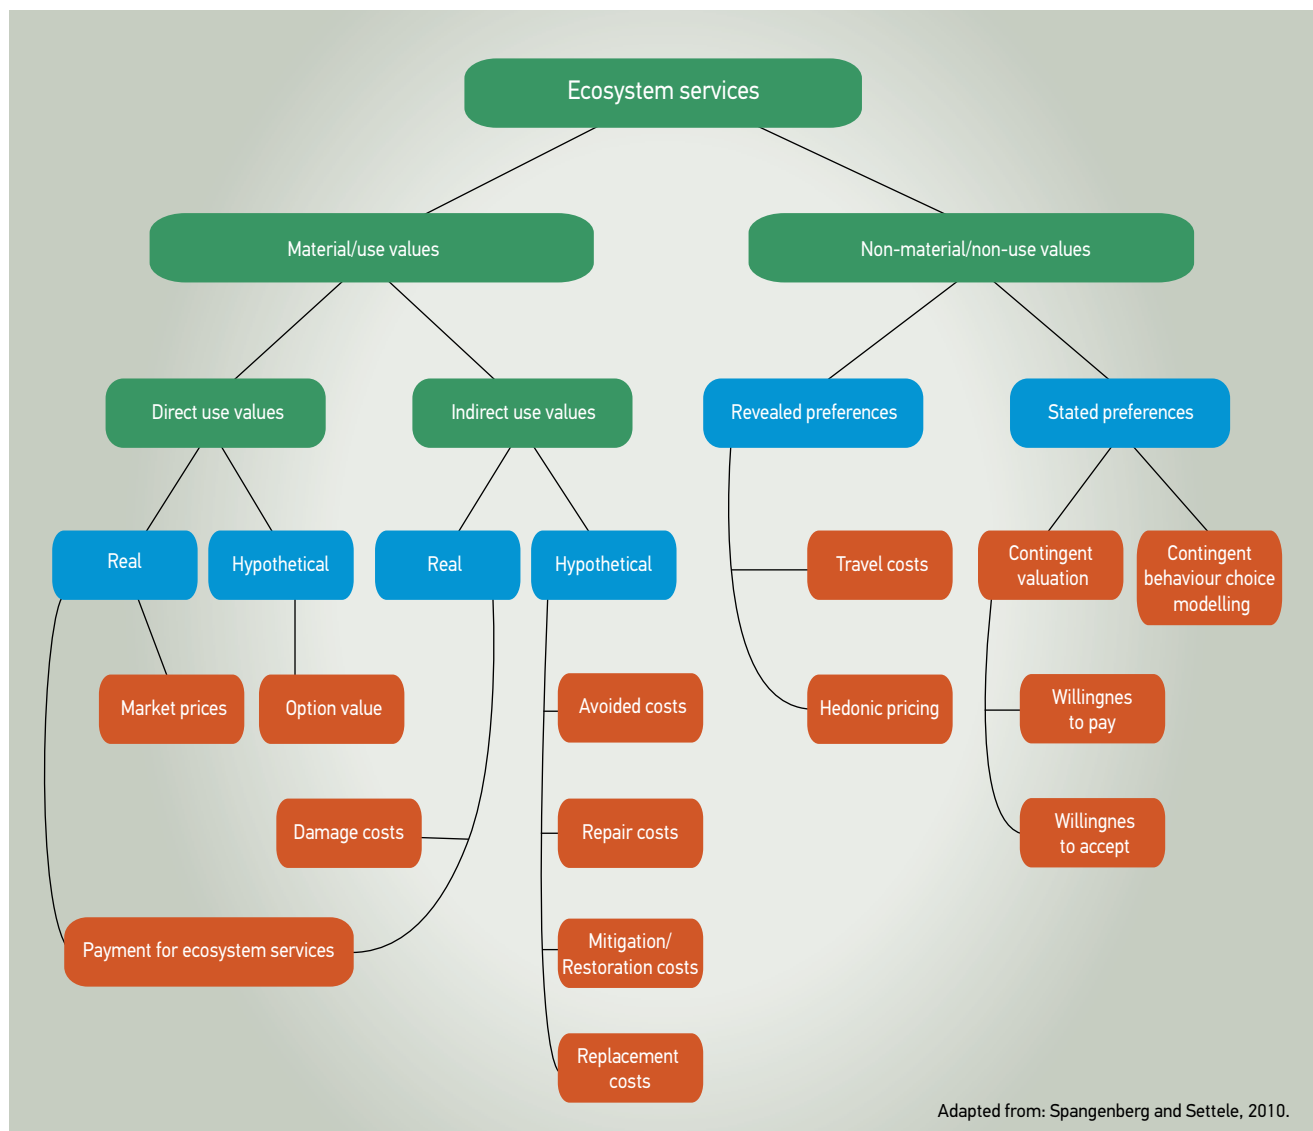 Ecosystem services
Material/use values
Non-material/non-use values
Direct use values
Indirect use values
Revealed preferences
Stated preferences
Real
Hypothetical
Real
Hypothetical
Travel costs
Contingent
valuation
Contingent
behaviour choice
modelling
Market prices
Option value
Avoided costs
Hedonic pricing
Willingnes
to pay
Damage costs
Repair costs
Willingnes
to accept
Payment for ecosystem services
Mitigation/
Restoration costs
Replacement
costs
Adapted from: Spangenberg and Settele, 2010.